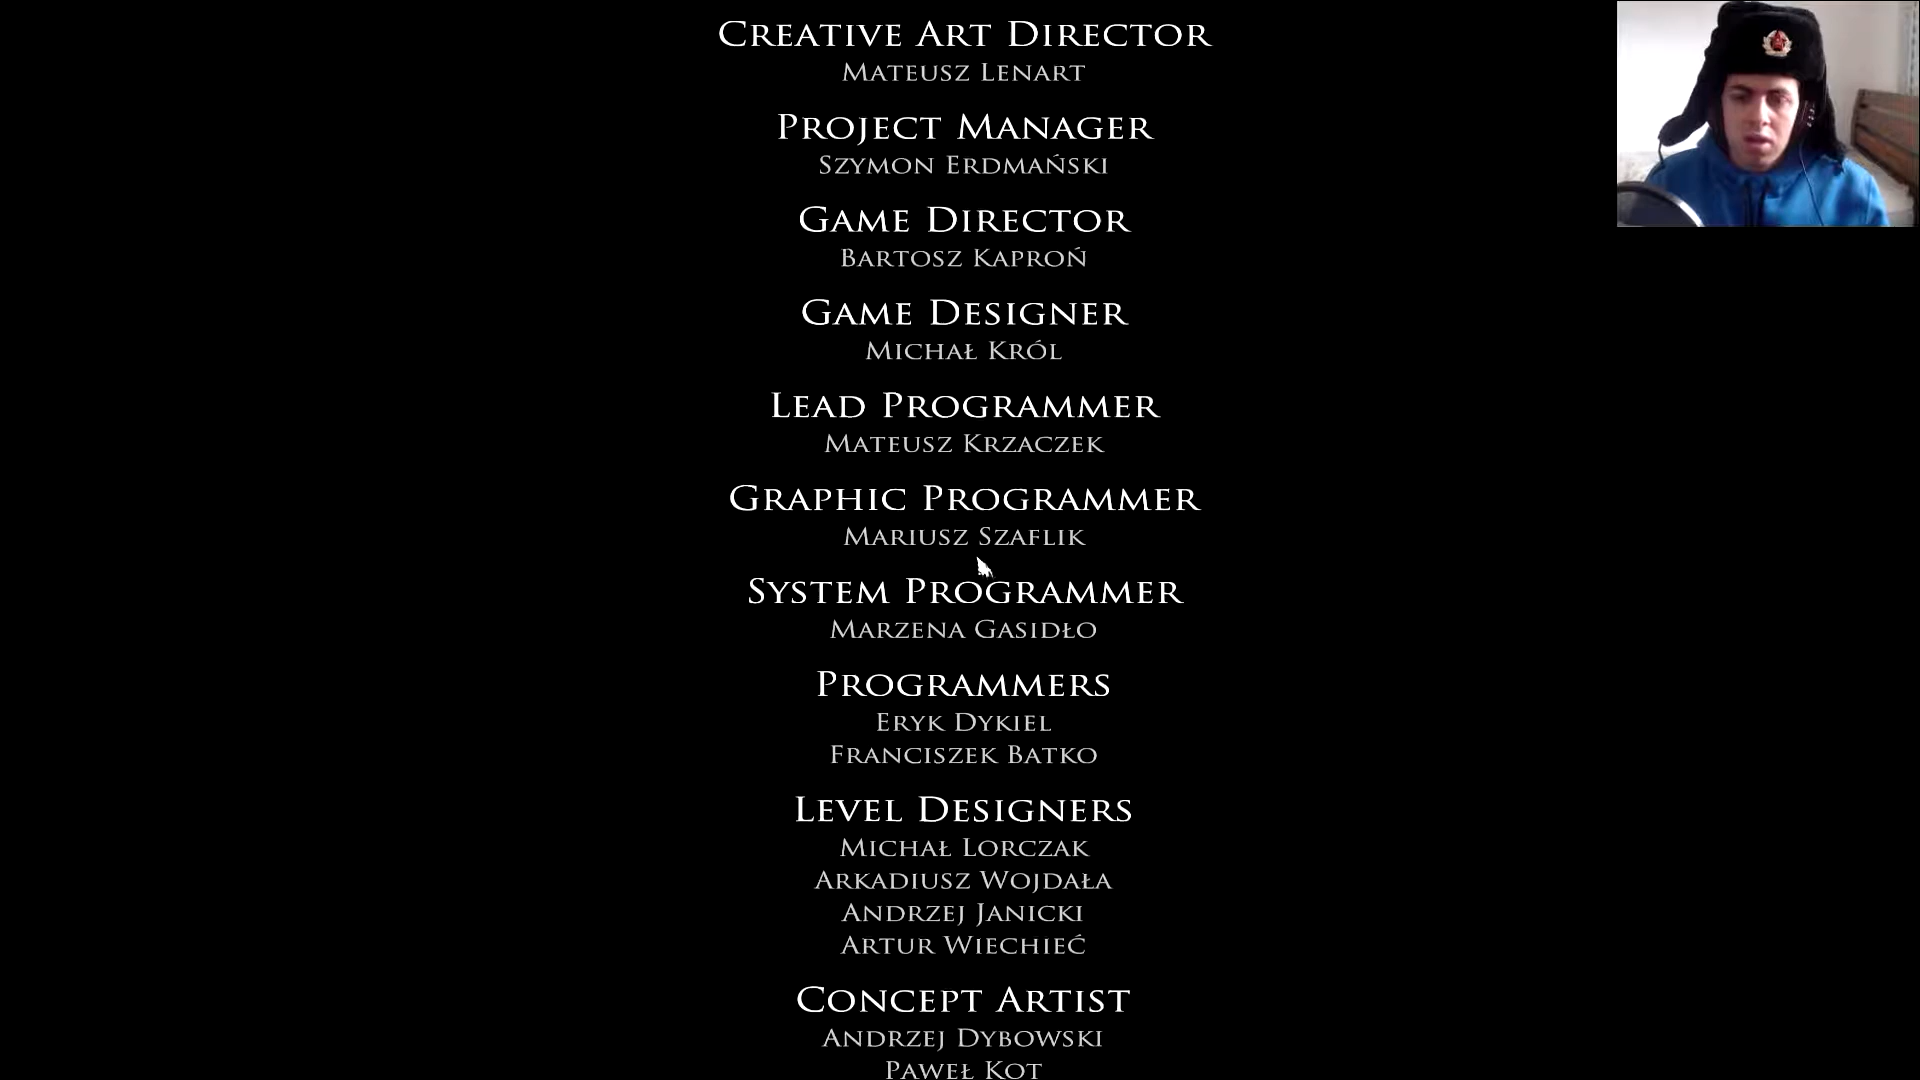 Creative Art Director
Mateusz Lenart
Project Manager
Szymon Erdmański
Game Director
Bartosz Kaproń
Game Designer
Michał Król
Lead Programmer
Mateusz Krzaczek
Graphic Programmer
Mariusz Szaflik
System Programmer
Marzena Gasidło
Programmers
Eryk Dykiel
Franciszek Batko
Level Designers
Michał Lorczak
Arkadiusz Wojdała
Andrzej Janicki
Artur Wiechieć
Concept Artist
Andrzej Dybowski
Paweł Kot